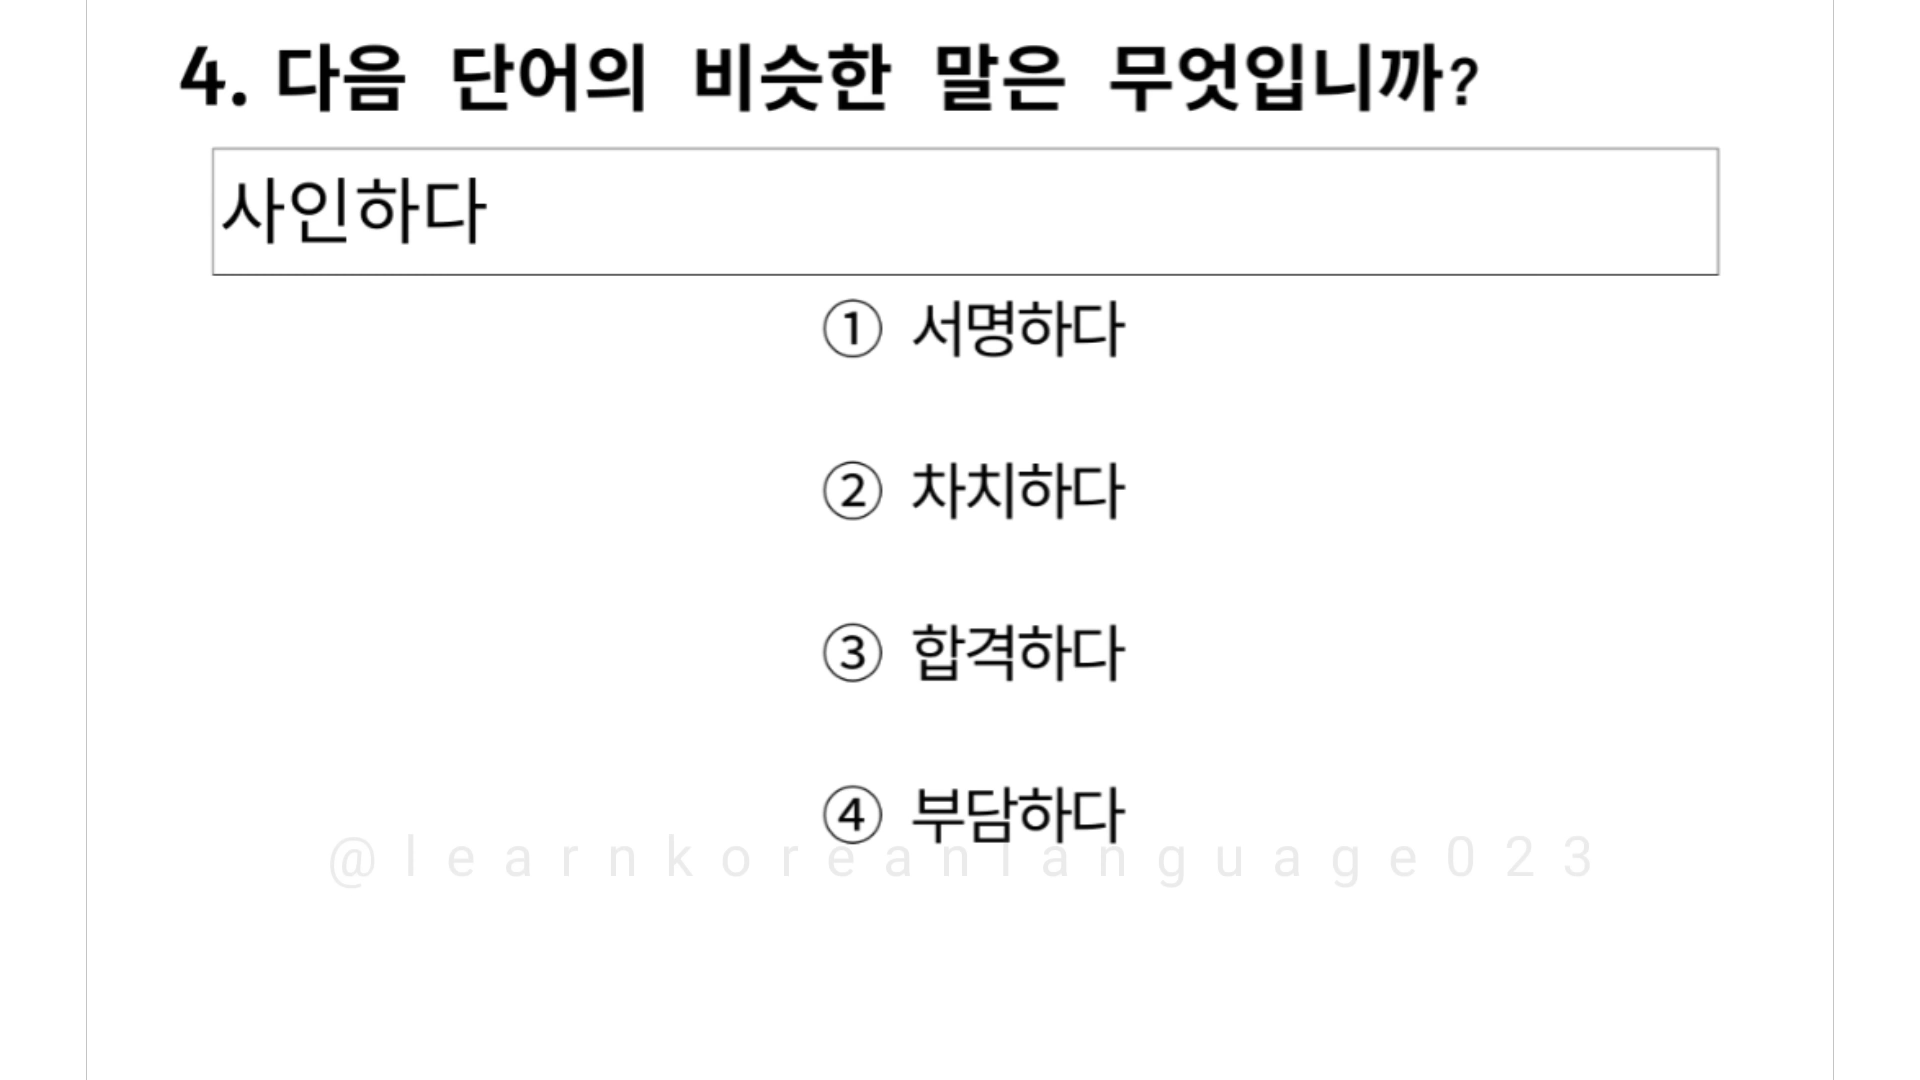 4. 다음 단어의 비슷한 말은 무엇입니까?
사인하다
① 서명하다
② 차치하다
③ 합격하다
④ 부담하다
@learnkoreanlanguage023